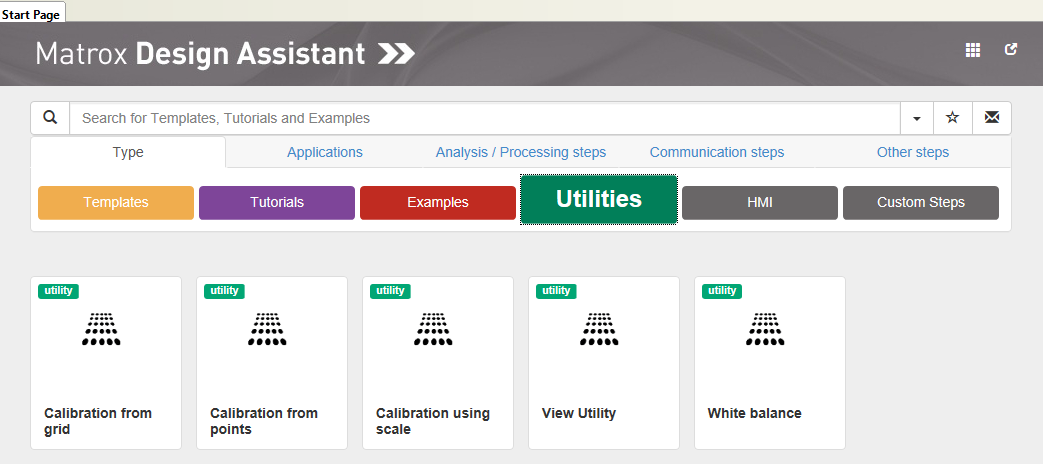 Start Page
Matrox Design Assistant
Search for Templates, Tutorials and Examples
Type Applications Analysis / Processing steps Communication steps Other steps
Templates Tutorials Examples Utilities HMI Custom Steps
utility utility utility utility utility
Calibration from
grid
Calibration from
points
Calibration using
scale
View Utility
White balance